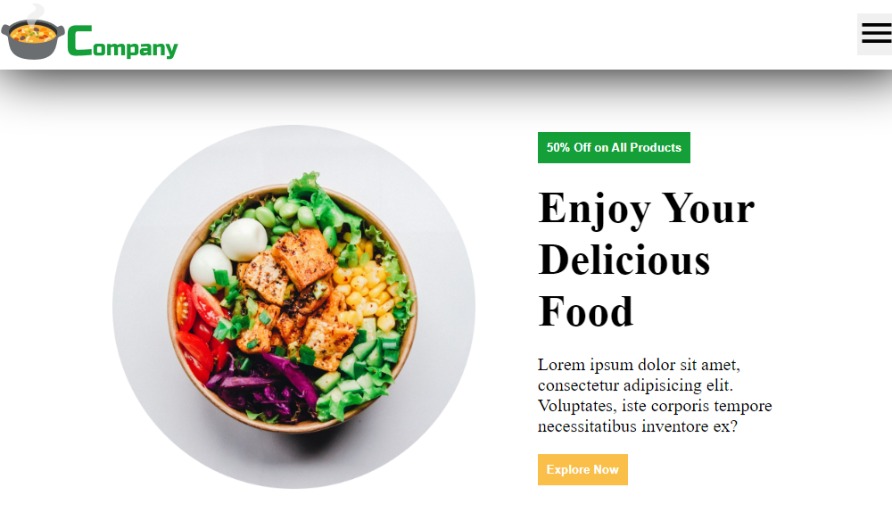 Company
50% Off on All Products
Enjoy Your
Delicious
Food
Lorem ipsum dolor sit amet,
consectetur adipisicing elit.
Voluptates, iste corporis tempore
necessitatibus inventore ex?
Explore Now